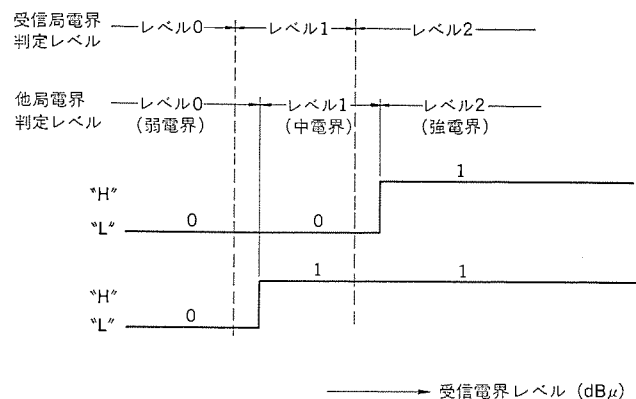 受信局電界
判定レベル
レベル0
レベル1
レベル2
他局電界
判定レベル
レベル0
(弱電界)
レベル1
(中電界)
レベル2
(強電界)
"H"
"L"
0
0
1
"H"
"L"
0
1
1
受信電界レベル (dBμ)